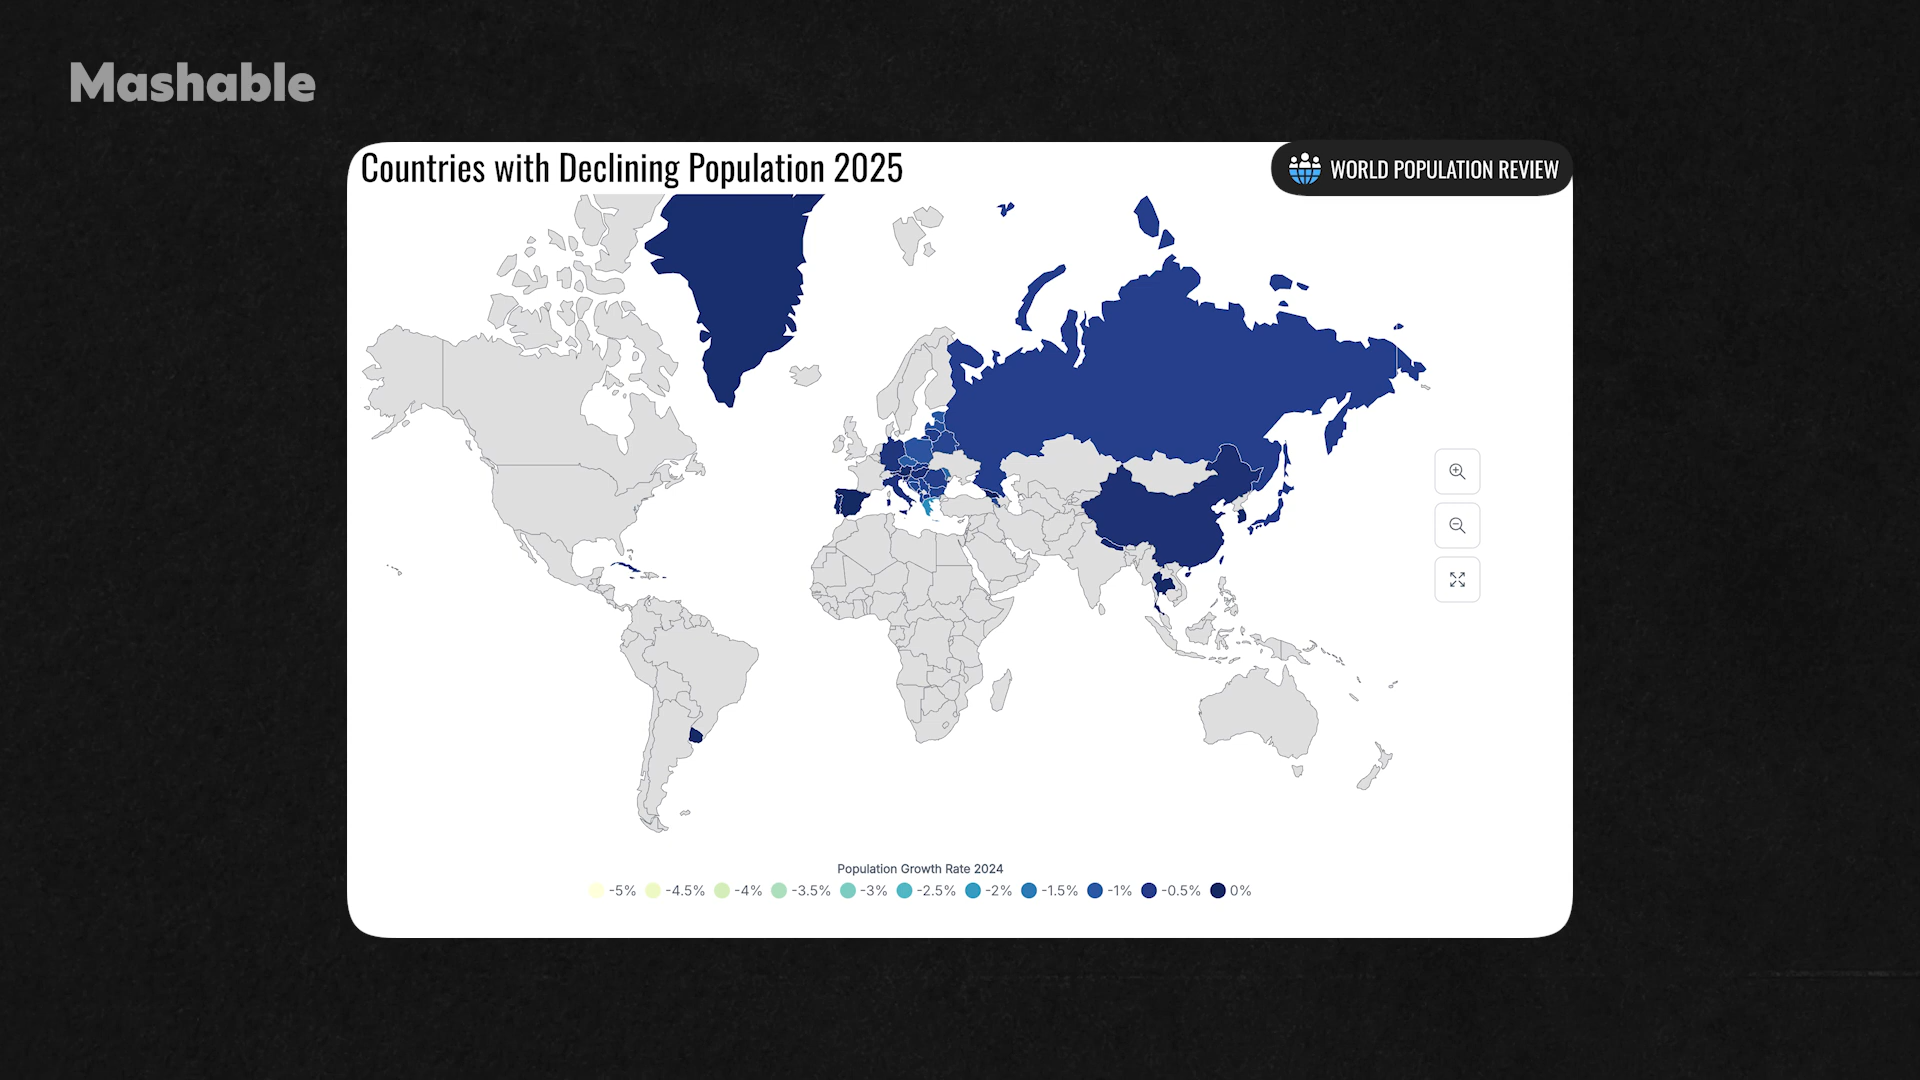 Mashable
Countries with Declining Population 2025
WORLD POPULATION REVIEW
Population Growth Rate 2024
-5% -4.5% -4% -3.5% -3% -2.5% -2% -1.5% -1% -0.5% 0%